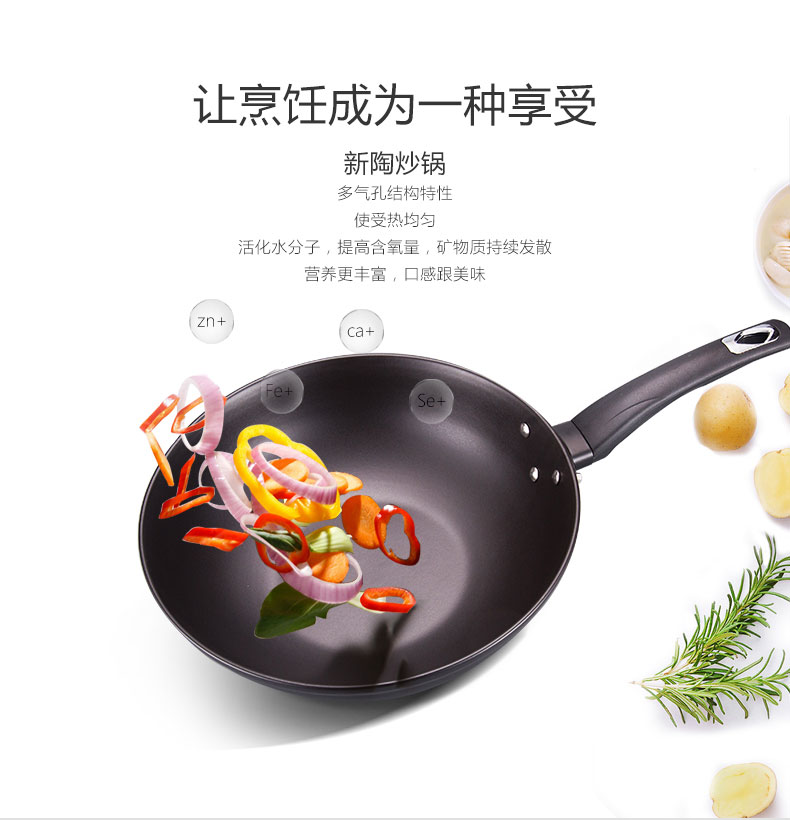 让烹饪成为一种享受
新陶炒锅
多气孔结构特性
使受热均匀
活化水分子，提高含氧量，矿物质持续发散
营养更丰富，口感跟美味
zn+
ca+
Fe+
Se+